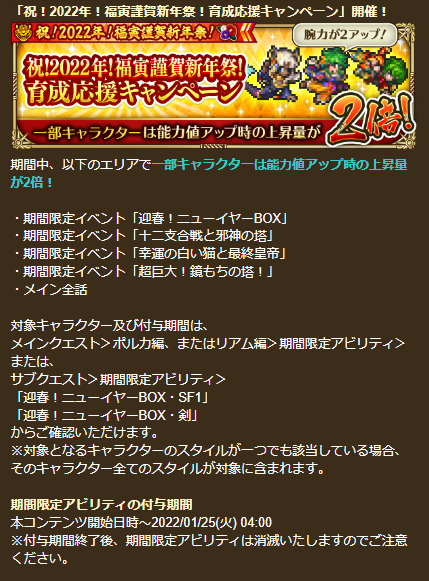 「祝！2022年！福寅謹賀新年祭！育成応援キャンペーン」開催！
祝！2022年！福寅謹賀新年祭！
腕力が2アップ！
祝！2022年！福寅謹賀新年祭！
育成応援キャンペーン
一部キャラクターは能力値アップ時の上昇量が
2倍！
期間中、以下のエリアで一部キャラクターは能力値アップ時の上昇量
が2倍！
・期間限定イベント「迎春！ニューイヤーBOX」
・期間限定イベント「十二支合戦と邪神の塔」
・期間限定イベント「幸運の白い猫と最終皇帝」
・期間限定イベント「超巨大！鏡もちの塔！」
・メイン全話
対象キャラクター及び付与期間は、
メインクエスト＞ポルカ編、またはリアム編＞期間限定アビリティ＞
または、
サブクエスト＞期間限定アビリティ＞
「迎春！ニューイヤーBOX・SF1」
「迎春！ニューイヤーBOX・剣」
からご確認いただけます。
※対象となるキャラクターのスタイルが一つでも該当している場合、
そのキャラクター全てのスタイルが対象に含まれます。
期間限定アビリティの付与期間
本コンテンツ開始日時～2022/01/25(火) 04:00
※付与期間終了後、期間限定アビリティは消滅いたしますのでご注意
ください。